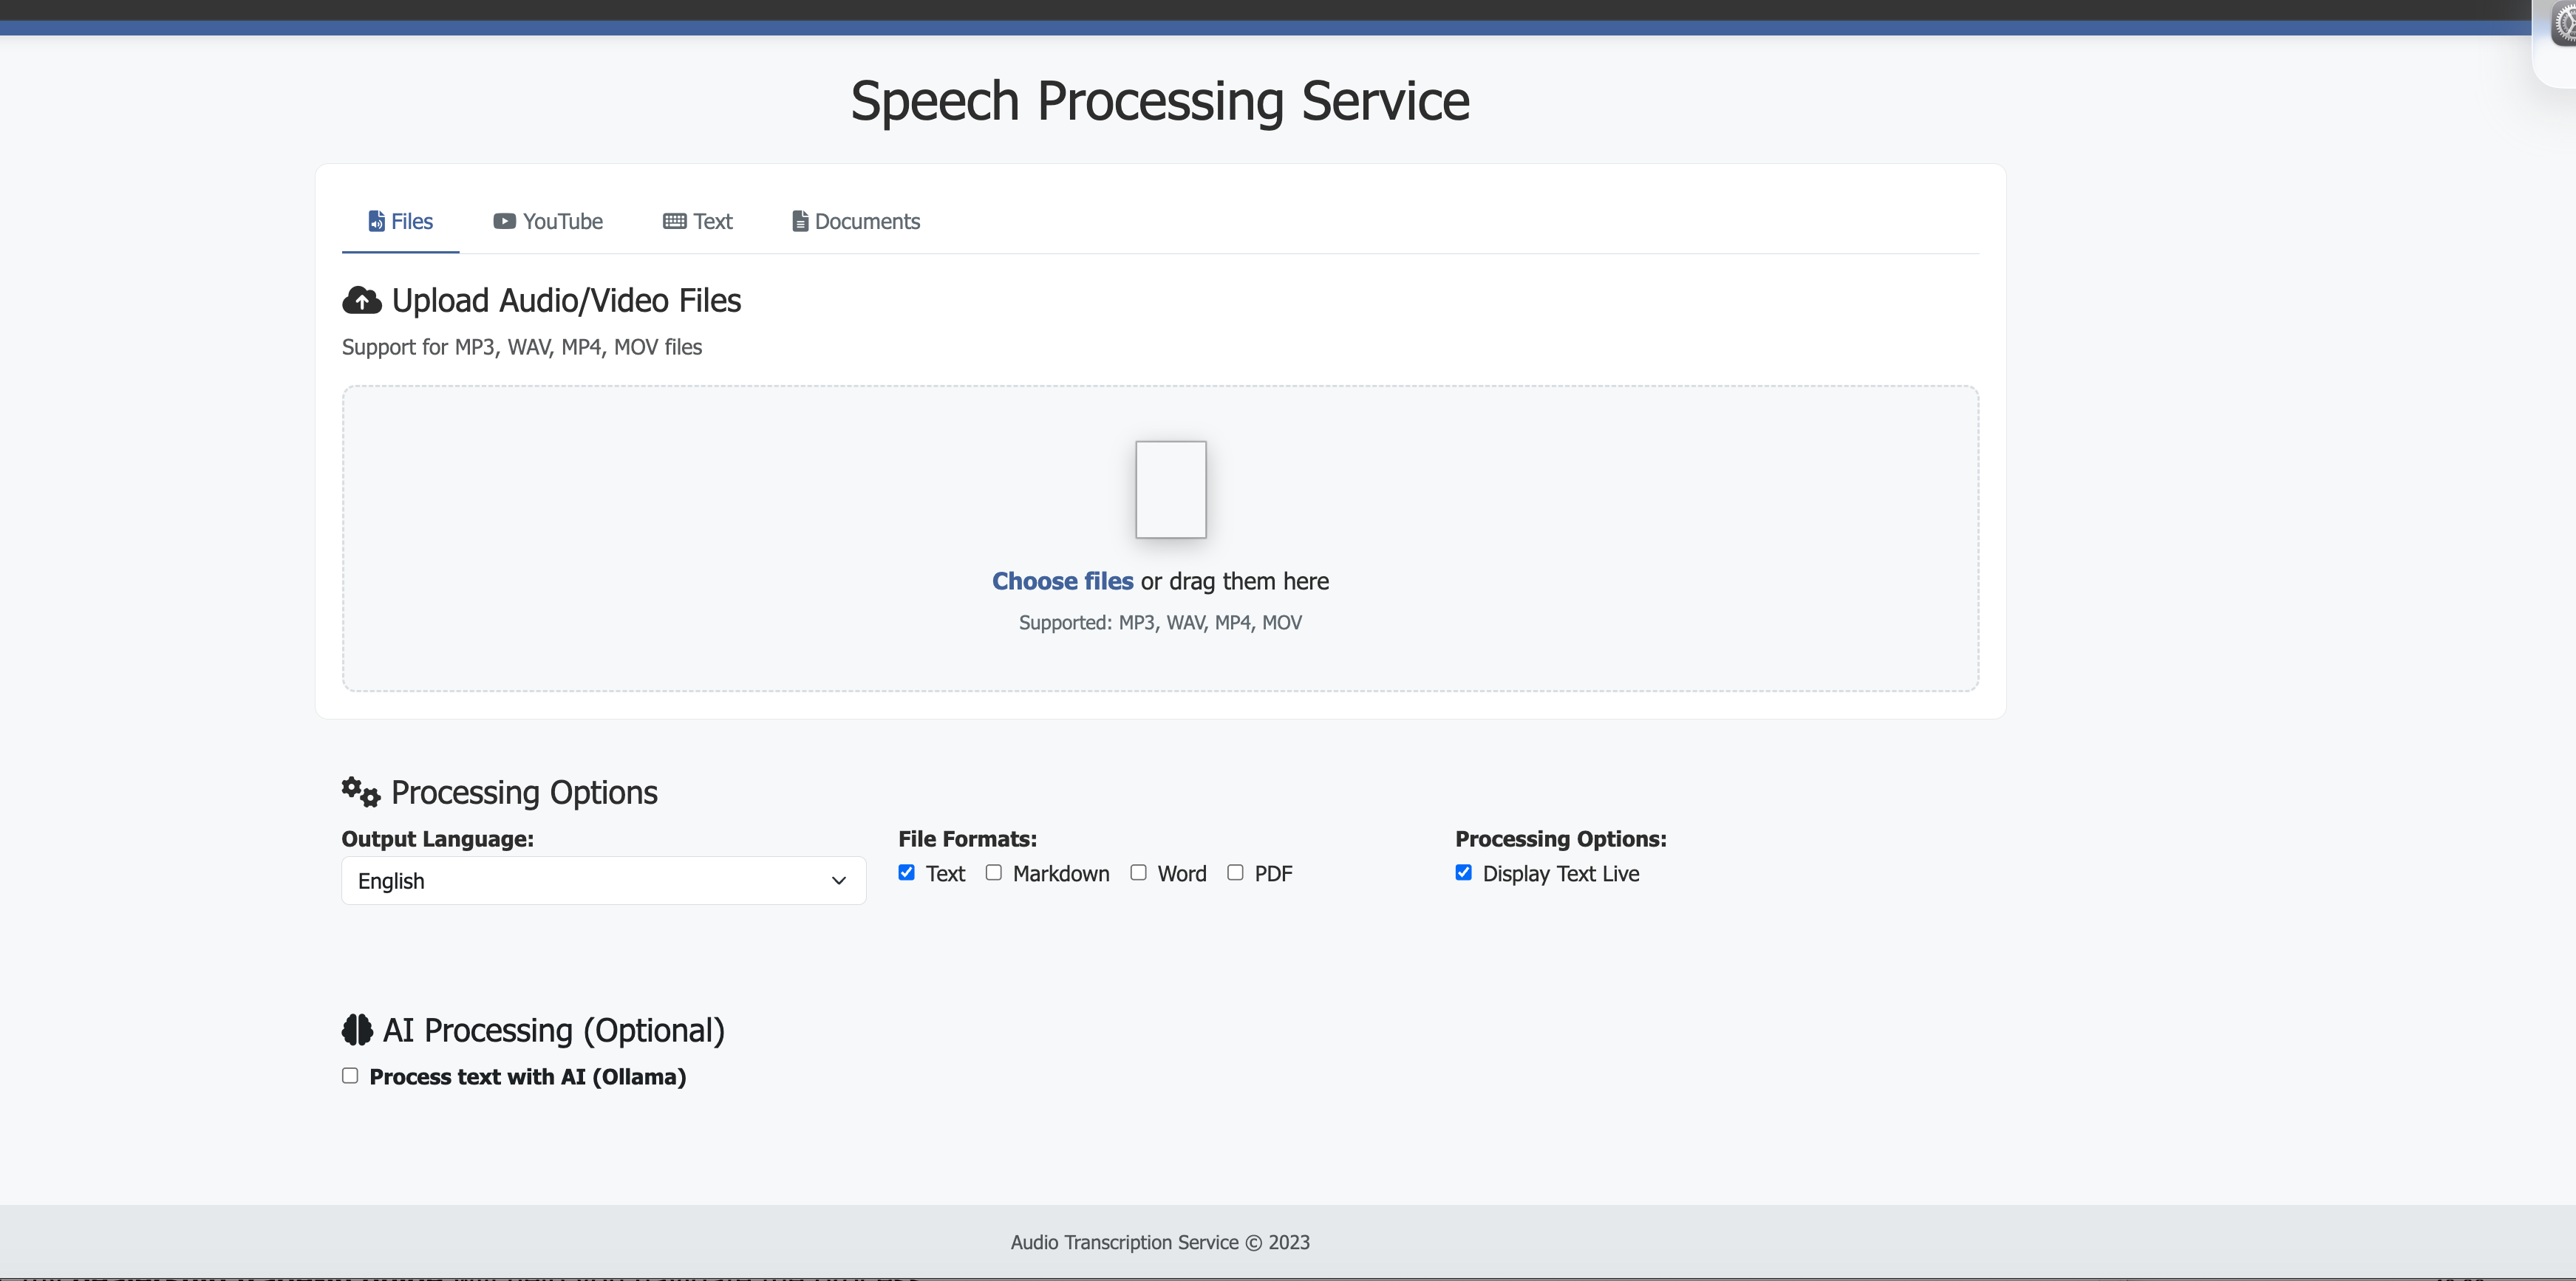 Speech Processing Service
Files YouTube Text Documents
Upload Audio/Video Files
Support for MP3, WAV, MP4, MOV files
Choose files or drag them here
Supported: MP3, WAV, MP4, MOV
Processing Options
Output Language: File Formats: Processing Options:
English Text Markdown Word PDF Display Text Live
AI Processing (Optional)
Process text with AI (Ollama)
Audio Transcription Service © 2023